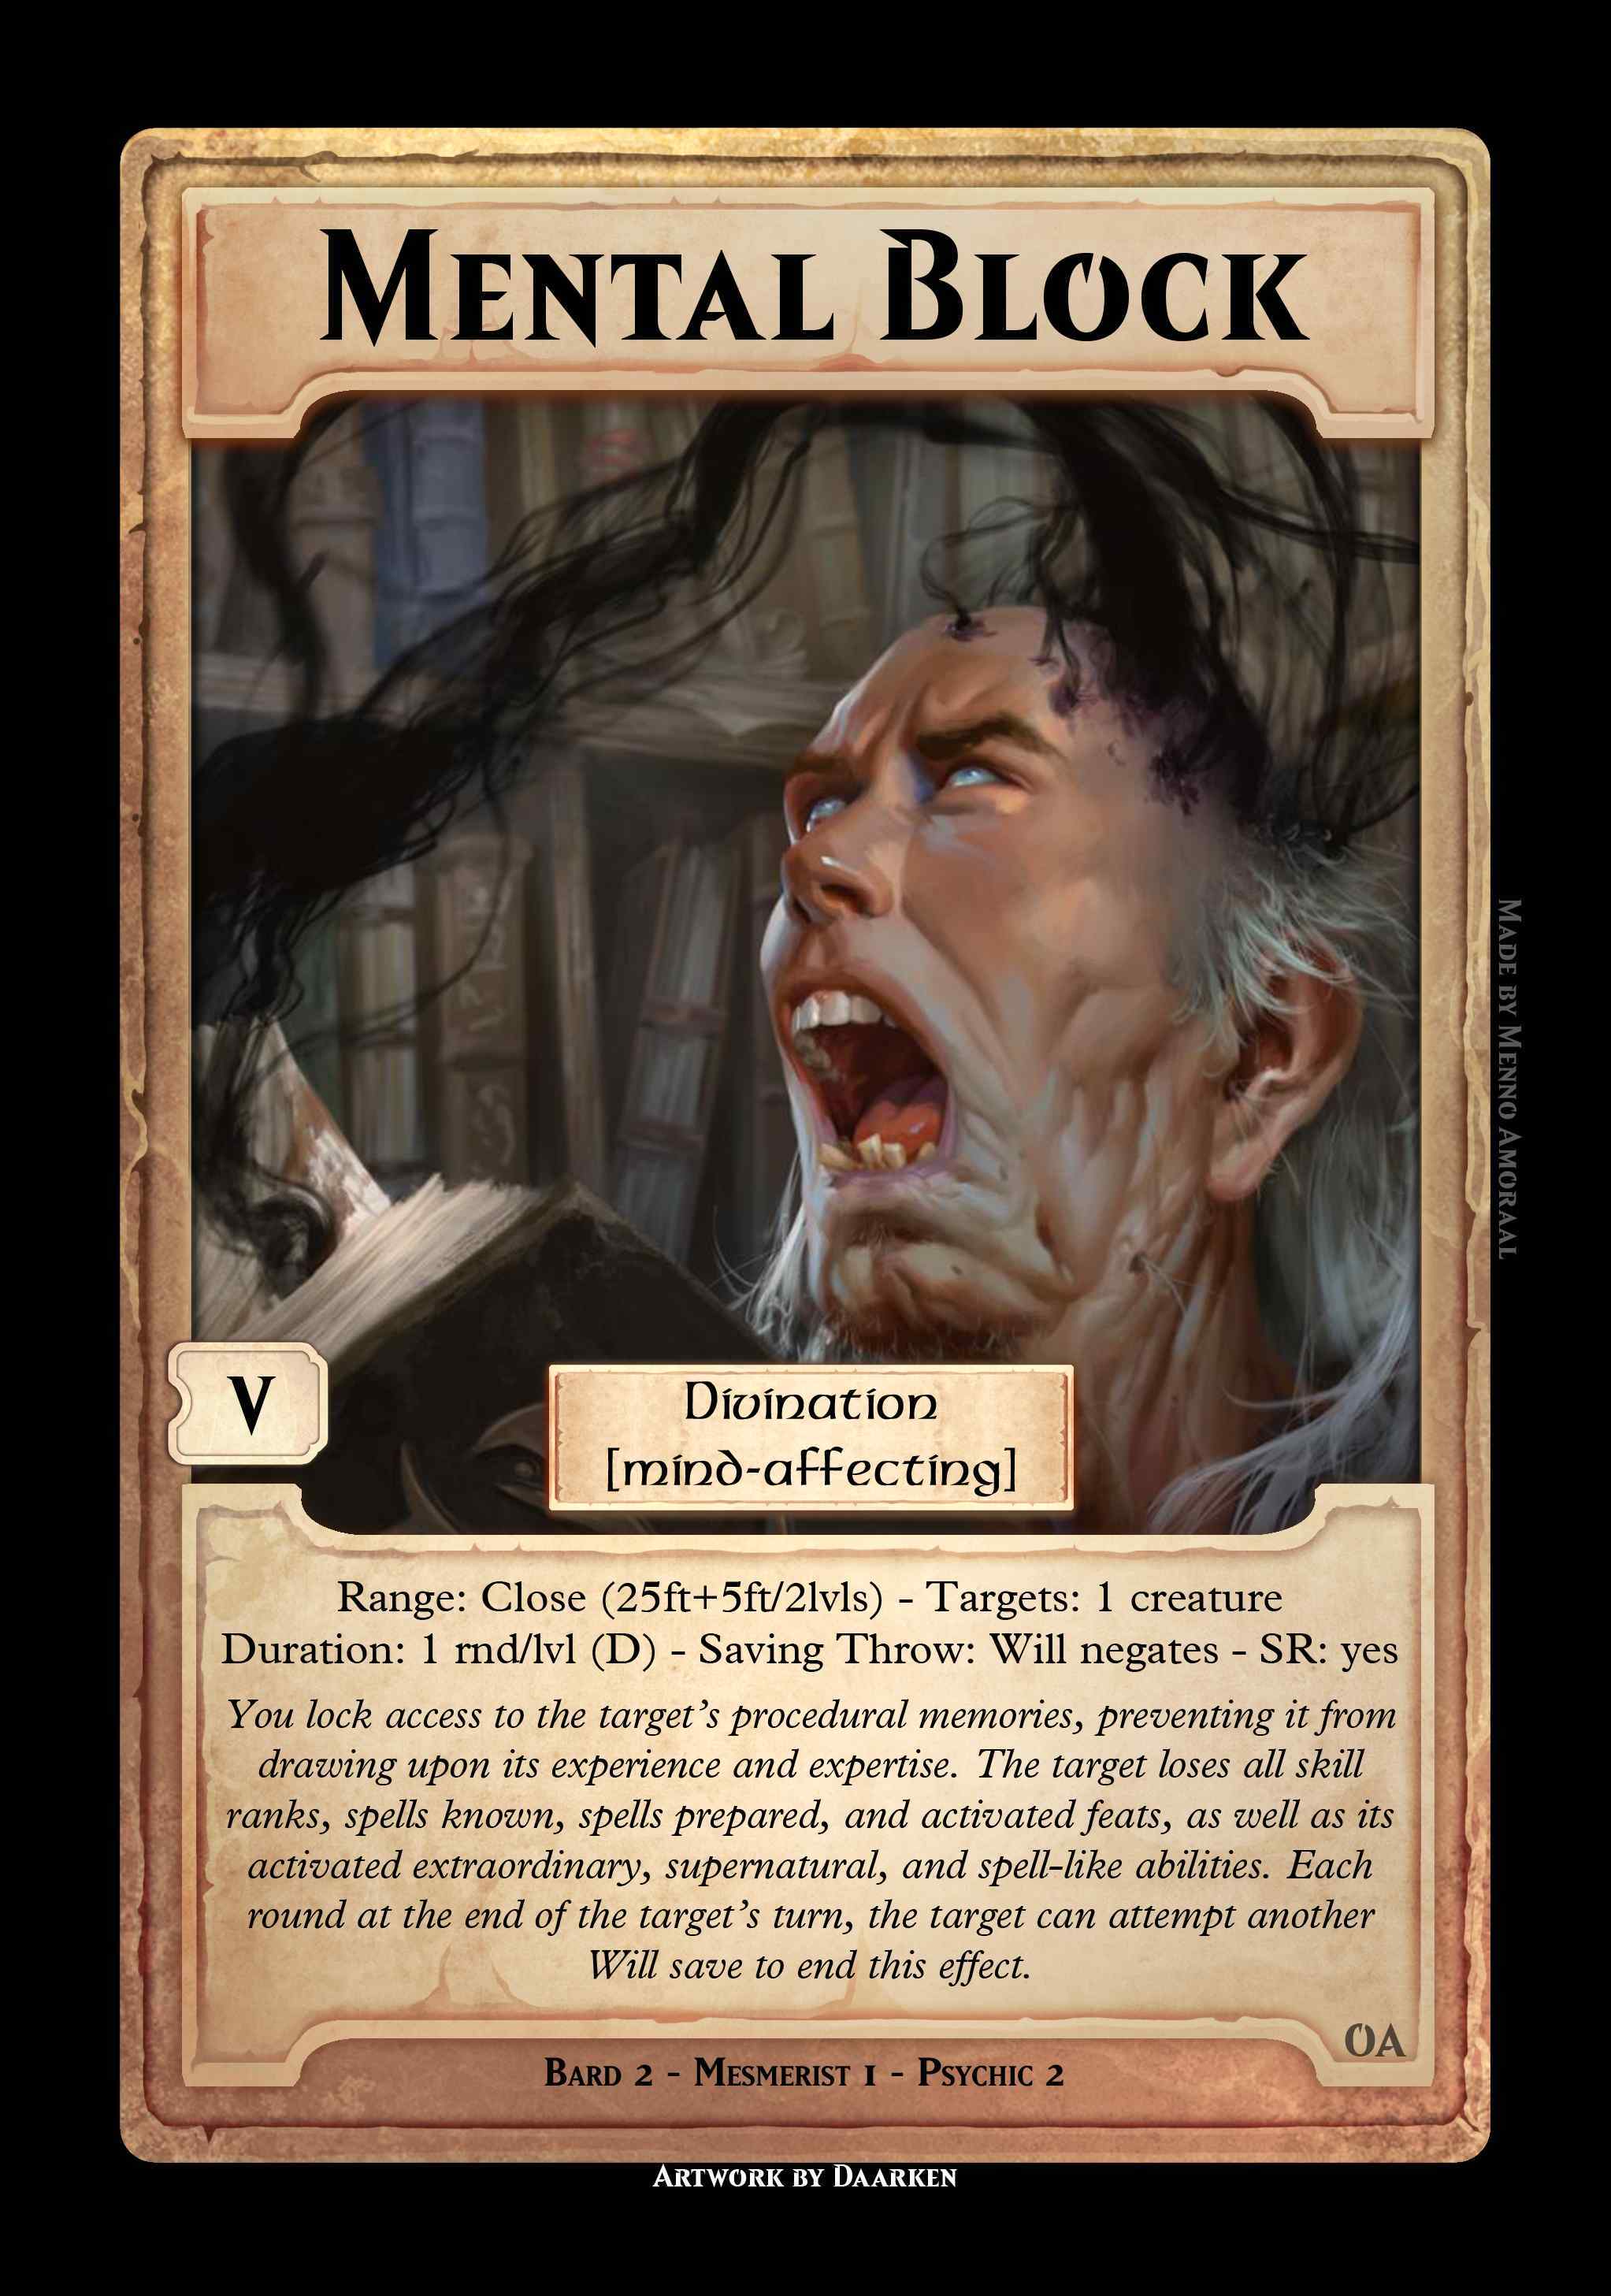 Mental Block
V
Divination
[mind-affecting]
Range: Close (25ft+5ft/2lvls) - Targets: 1 creature
Duration: 1 rnd/lvl (D) - Saving Throw: Will negates - SR: yes
You lock access to the target’s procedural memories, preventing it from
drawing upon its experience and expertise. The target loses all skill
ranks, spells known, spells prepared, and activated feats, as well as its
activated extraordinary, supernatural, and spell-like abilities. Each
round at the end of the target’s turn, the target can attempt another
Will save to end this effect.
OA
Bard 2 - Mesmerist 1 - Psychic 2
Artwork by Daarken
Made by Menno Amoraal